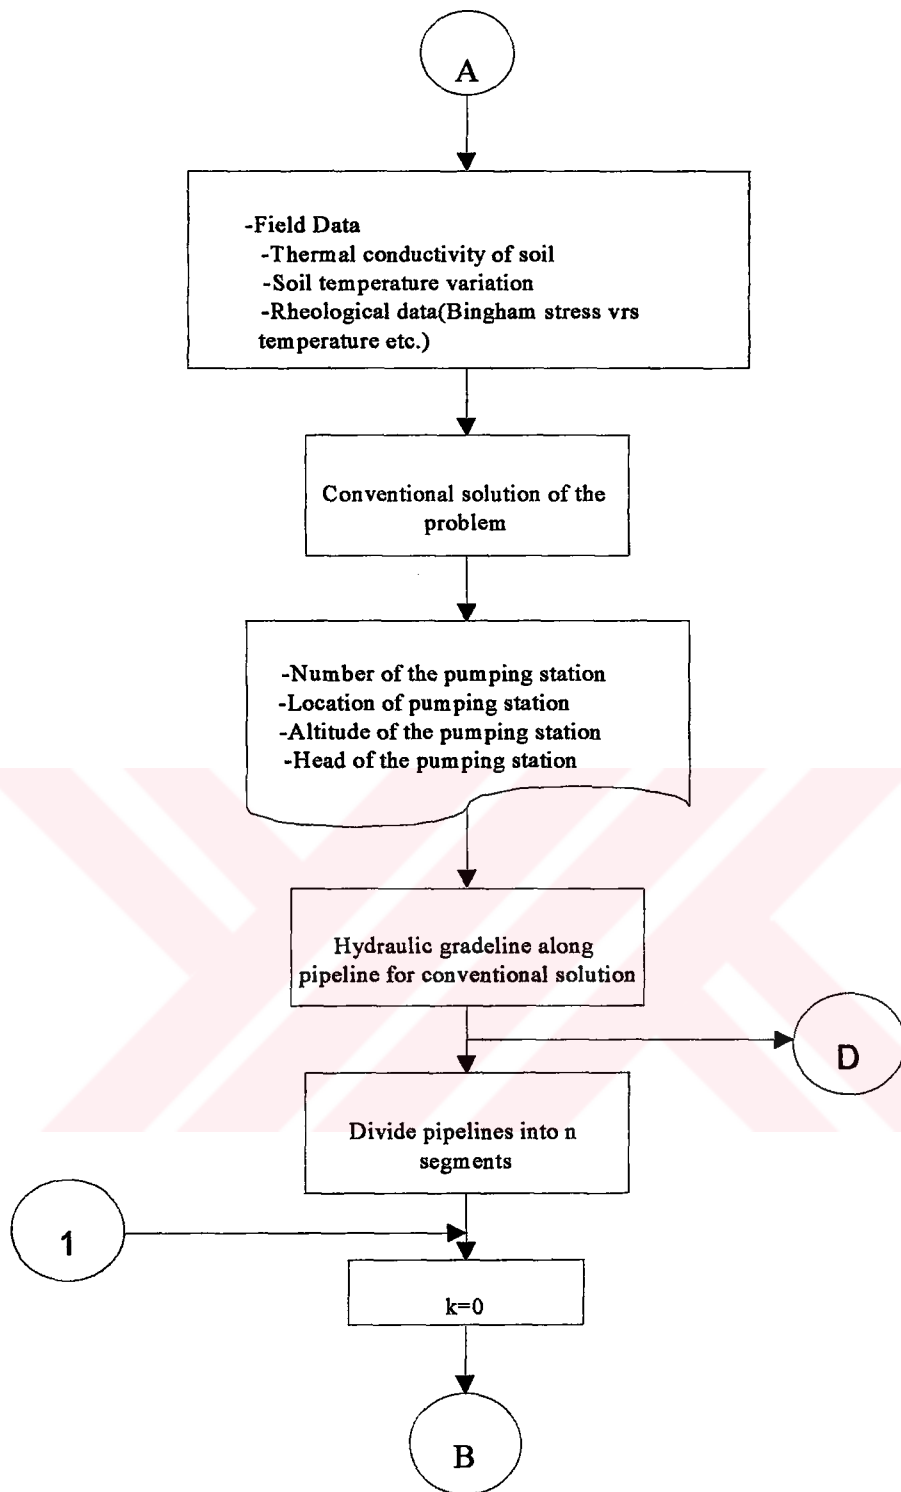 A
-Field Data
-Thermal conductivity of soil
-Soil temperature variation
-Rheological data(Bingham stress vrs
temperature etc.)
Conventional solution of the
problem
-Number of the pumping station
-Location of pumping station
-Altitude of the pumping station
-Head of the pumping station
Hydraulic gradeline along
pipeline for conventional solution
D
Divide pipelines into n
segments
1
k=0
B